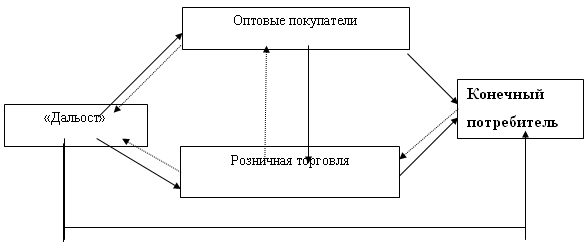 Оптовые покупатели
«Дальост»
Конечный
потребитель
Розничная торговля